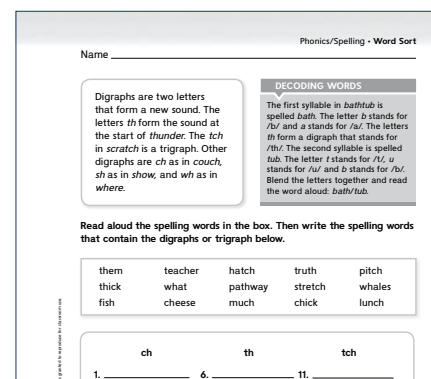 Phonics/Spelling • Word Sort
Name
Digraphs are two letters
that form a new sound. The
letters th form the sound at
the start of thunder. The tch
in scratch is a trigraph. Other
digraphs are ch as in couch,
sh as in show, and wh as in
where.
DECODING WORDS
The first syllable in bathtub is
spelled bath. The letter b stands for
/b/ and a stands for /a/. The letters
th form a digraph that stands for
/th/. The second syllable is spelled
tub. The letter t stands for /t/, u
stands for /u/ and b stands for /b/.
Blend the letters together and read
the word aloud: bath/tub.
Read aloud the spelling words in the box. Then write the spelling words
that contain the digraphs or trigraph below.
them teacher hatch truth pitch
thick what pathway stretch whales
fish cheese much chick lunch
granted to reproduce for classroom use.
ch th tch
1. 6. 11.